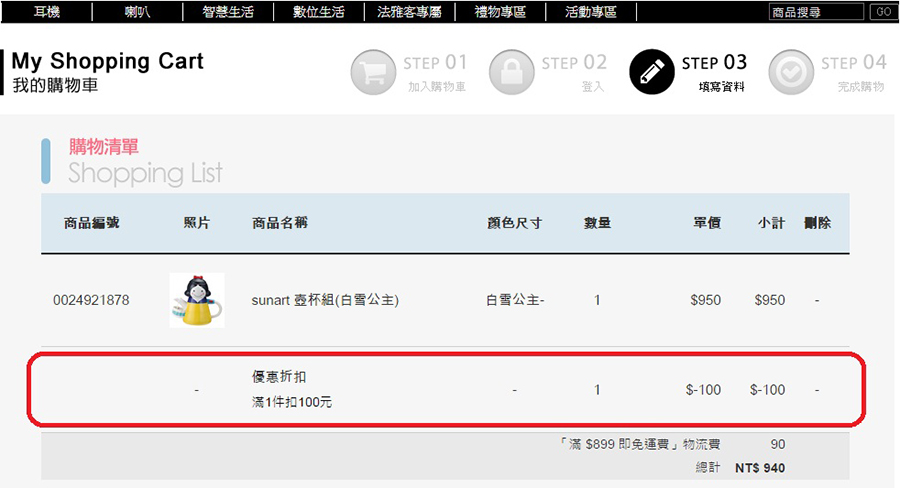 耳機 喇叭 智慧生活 數位生活 法雅客專屬 禮物專區 活動專區 商品搜尋 GO
My Shopping Cart
我的購物車
STEP 01
加入購物車
STEP 02
登入
STEP 03
填寫資料
STEP 04
完成購物
購物清單
Shopping List
商品編號 照片 商品名稱 顏色尺寸 數量 單價 小計 刪除
0024921878 sunart 壺杯組(白雪公主) 白雪公主- 1 $950 $950 -
優惠折扣
- 滿1件扣100元 - 1 $-100 $-100 -
「滿 $899 即免運費」物流費 90
總計 NT$ 940